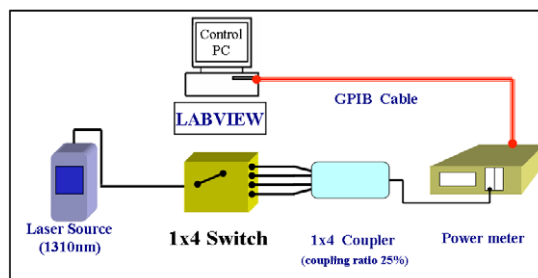 Control
PC
GPIB Cable
LABVIEW
Laser Source
(1310nm)
1x4 Switch
1x4 Coupler
(coupling ratio 25%)
Power meter